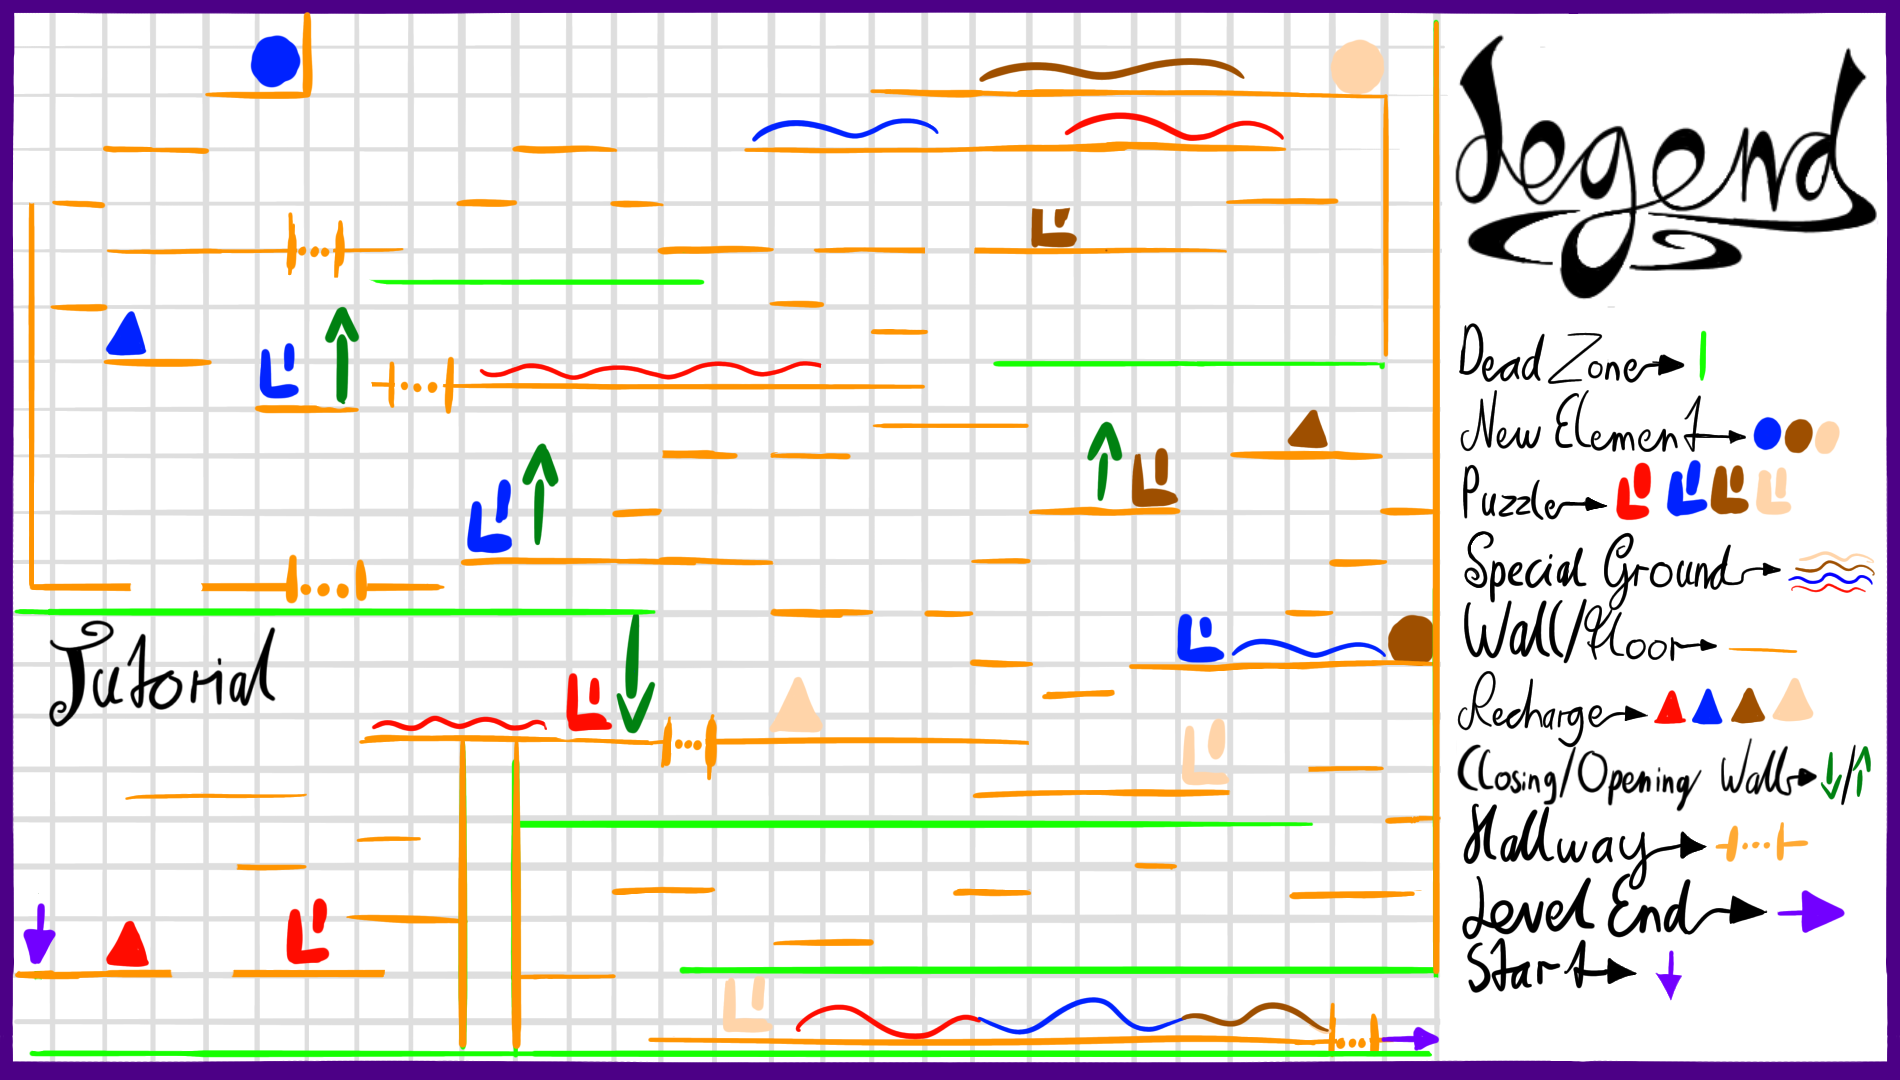 Legend
Dead Zone
New Element
Puzzle
Special Ground
Wall/Floor
Tutorial
Recharge
Closing/Opening Walls
Hallway
Level End
Start